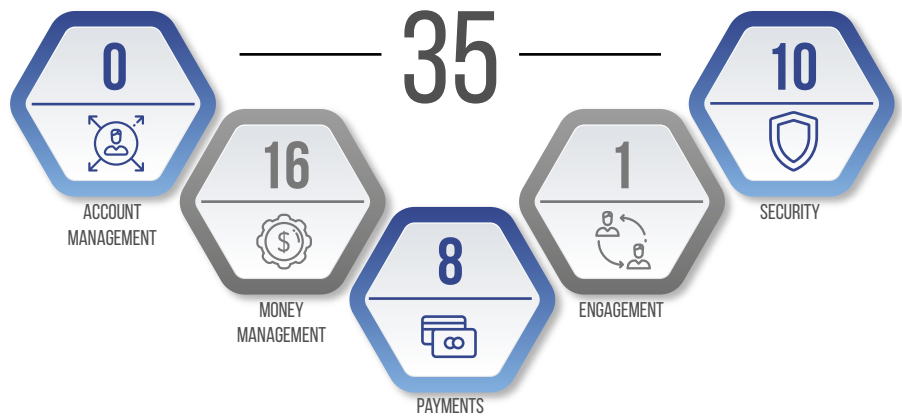 35
0
ACCOUNT
MANAGEMENT
16
$
MONEY
MANAGEMENT
8
PAYMENTS
1
ENGAGEMENT
10
SECURITY